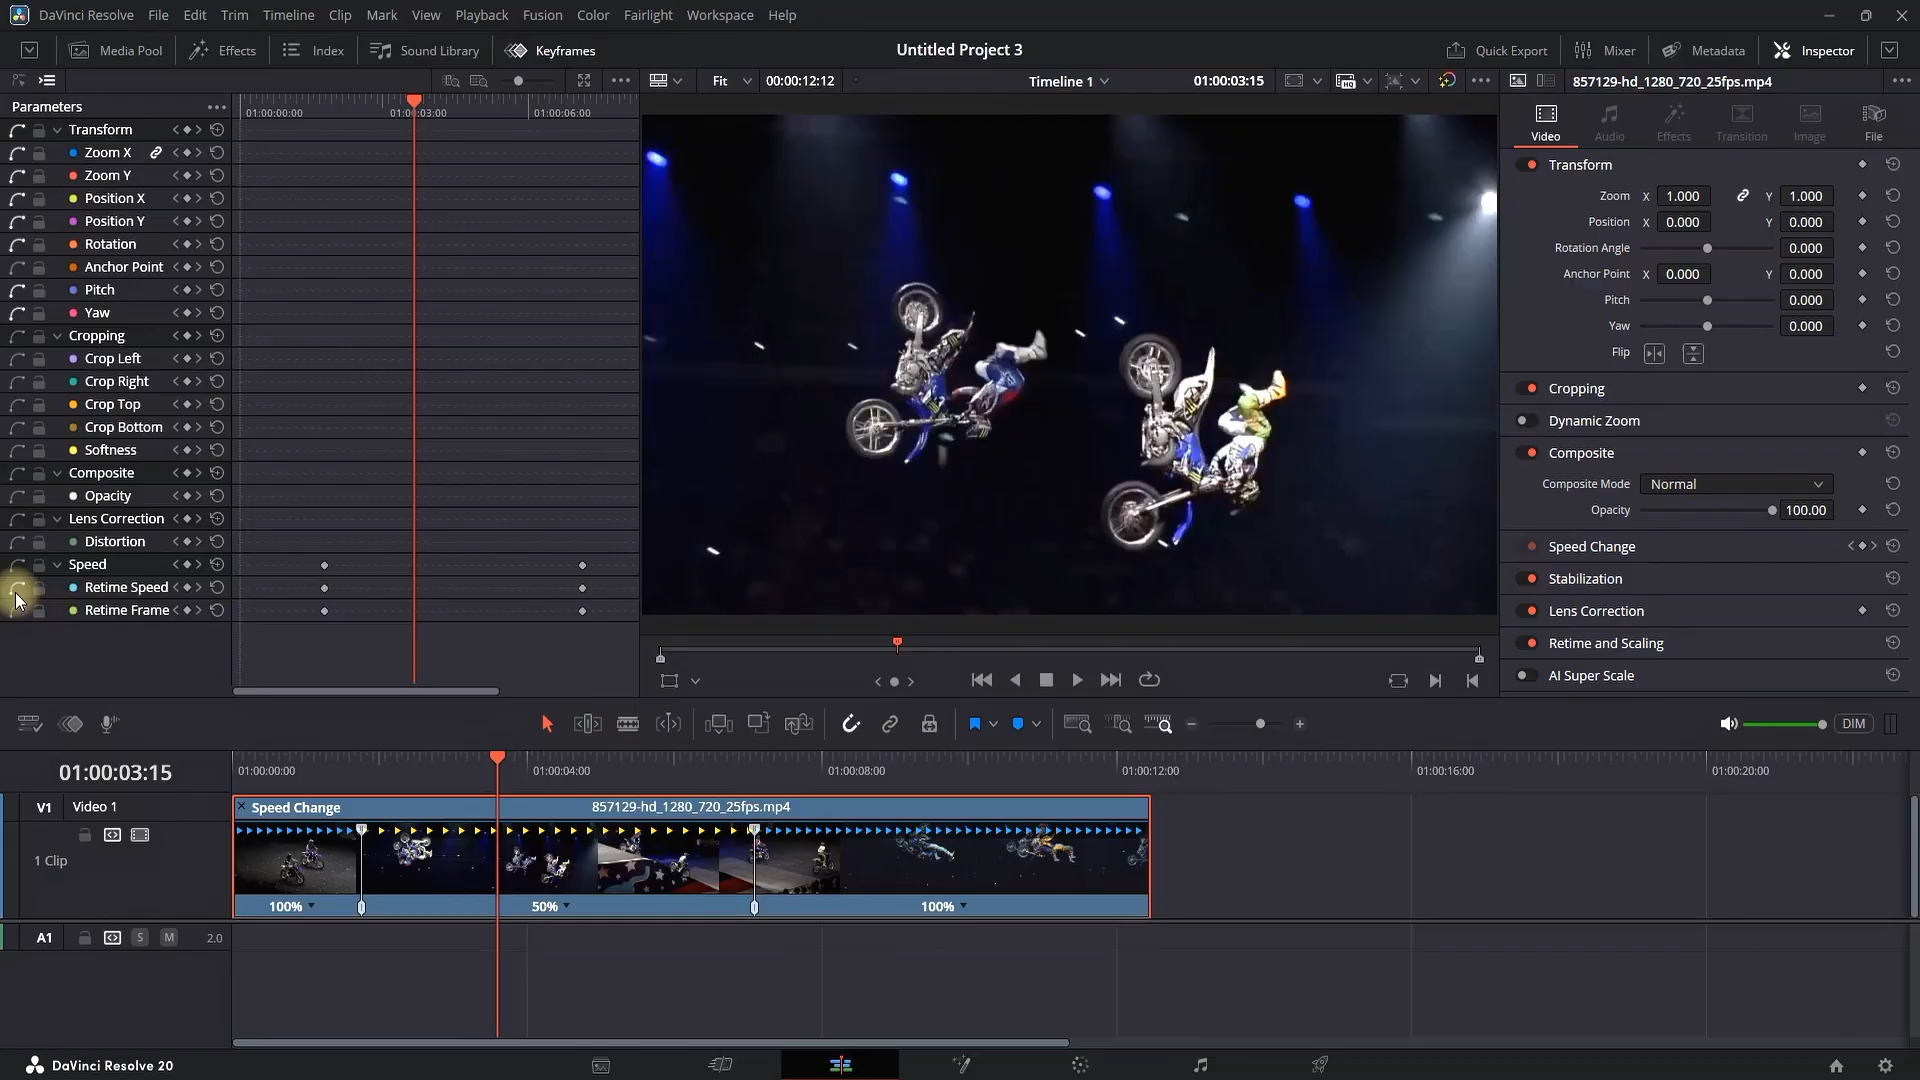 DaVinci Resolve File Edit Trim Timeline Clip Mark View Playback Fusion Color Fairlight Workspace Help
Media Pool Effects Index Sound Library Keyframes Untitled Project 3 Quick Export Mixer Metadata Inspector
Fit 00:00:12:12 Timeline 1 01:00:03:15 857129-hd_1280_720_25fps.mp4
Parameters
01:00:00:00 01:00:03:00 01:00:06:00
Transform
Zoom X
Zoom Y
Position X
Position Y
Rotation
Anchor Point
Pitch
Yaw
Cropping
Crop Left
Crop Right
Crop Top
Crop Bottom
Softness
Composite
Opacity
Lens Correction
Distortion
Speed
Retime Speed
Retime Frame
Video Audio Effects Transition Image File
Transform
Zoom X 1.000 Y 1.000
Position X 0.000 Y 0.000
Rotation Angle 0.000
Anchor Point X 0.000 Y 0.000
Pitch 0.000
Yaw 0.000
Flip
Cropping
Dynamic Zoom
Composite
Composite Mode Normal
Opacity 100.00
Speed Change
Stabilization
Lens Correction
Retime and Scaling
AI Super Scale
DIM
01:00:03:15
01:00:00:00 01:00:04:00 01:00:08:00 01:00:12:00 01:00:16:00 01:00:20:00
V1 Video 1
1 Clip
Speed Change 857129-hd_1280_720_25fps.mp4
100% 50% 100%
A1 S M 2.0
DaVinci Resolve 20